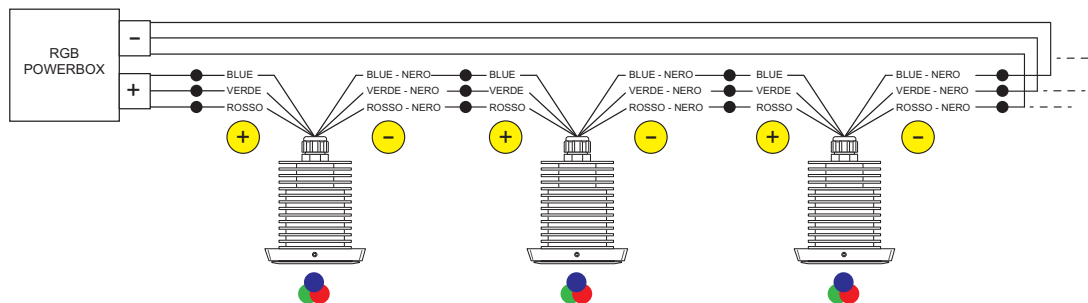 RGB
POWERBOX
-
+
BLUE
BLUE - NERO
BLUE
BLUE - NERO
BLUE
BLUE - NERO
VERDE
VERDE - NERO
VERDE
VERDE - NERO
VERDE
VERDE - NERO
ROSSO
ROSSO - NERO
ROSSO
ROSSO - NERO
ROSSO
ROSSO - NERO
+
-
+
-
+
-